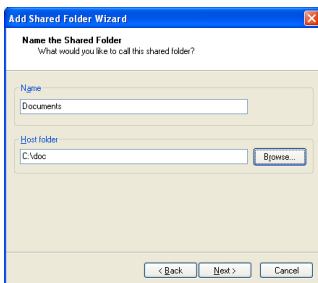 Add Shared Folder Wizard
Name the Shared Folder
What would you like to call this shared folder?
Name
Documents
Host folder
C:\doc
Browse...
< Back
Next >
Cancel